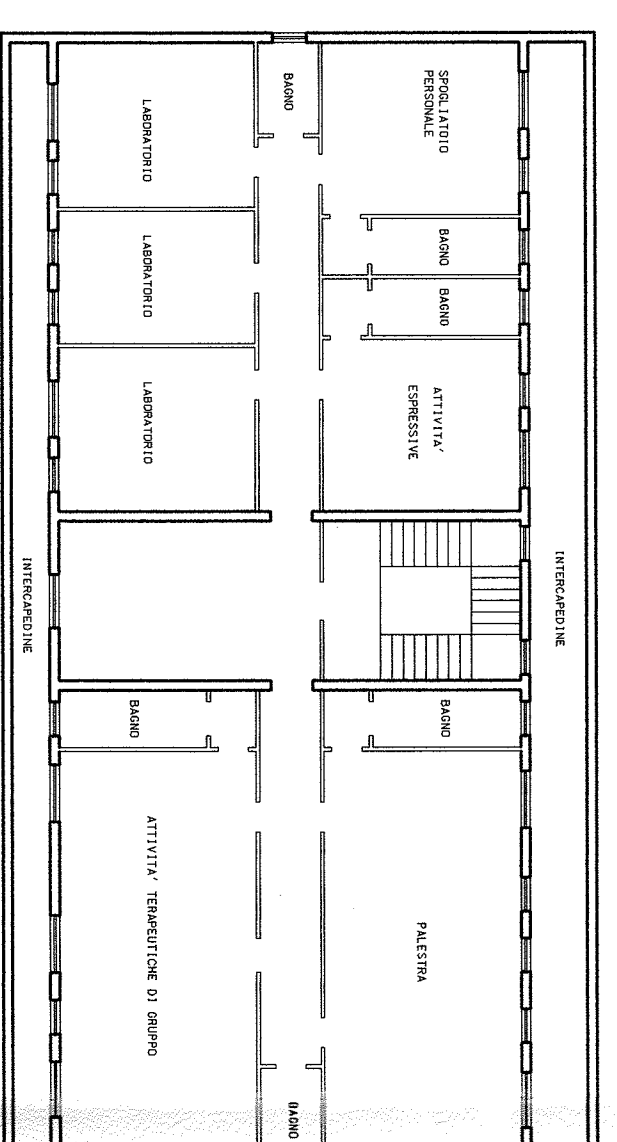 BAGNO
SPOGLIATOIO
PERSONALE
LABORATORIO
BAGNO
BAGNO
LABORATORIO
LABORATORIO
ATTIVITA'
ESPRESSIVE
INTERCAPEDINE
INTERCAPEDINE
BAGNO
BAGNO
ATTIVITA' TERAPEUTICHE DI GRUPPO
PALESTRA
BAGNO